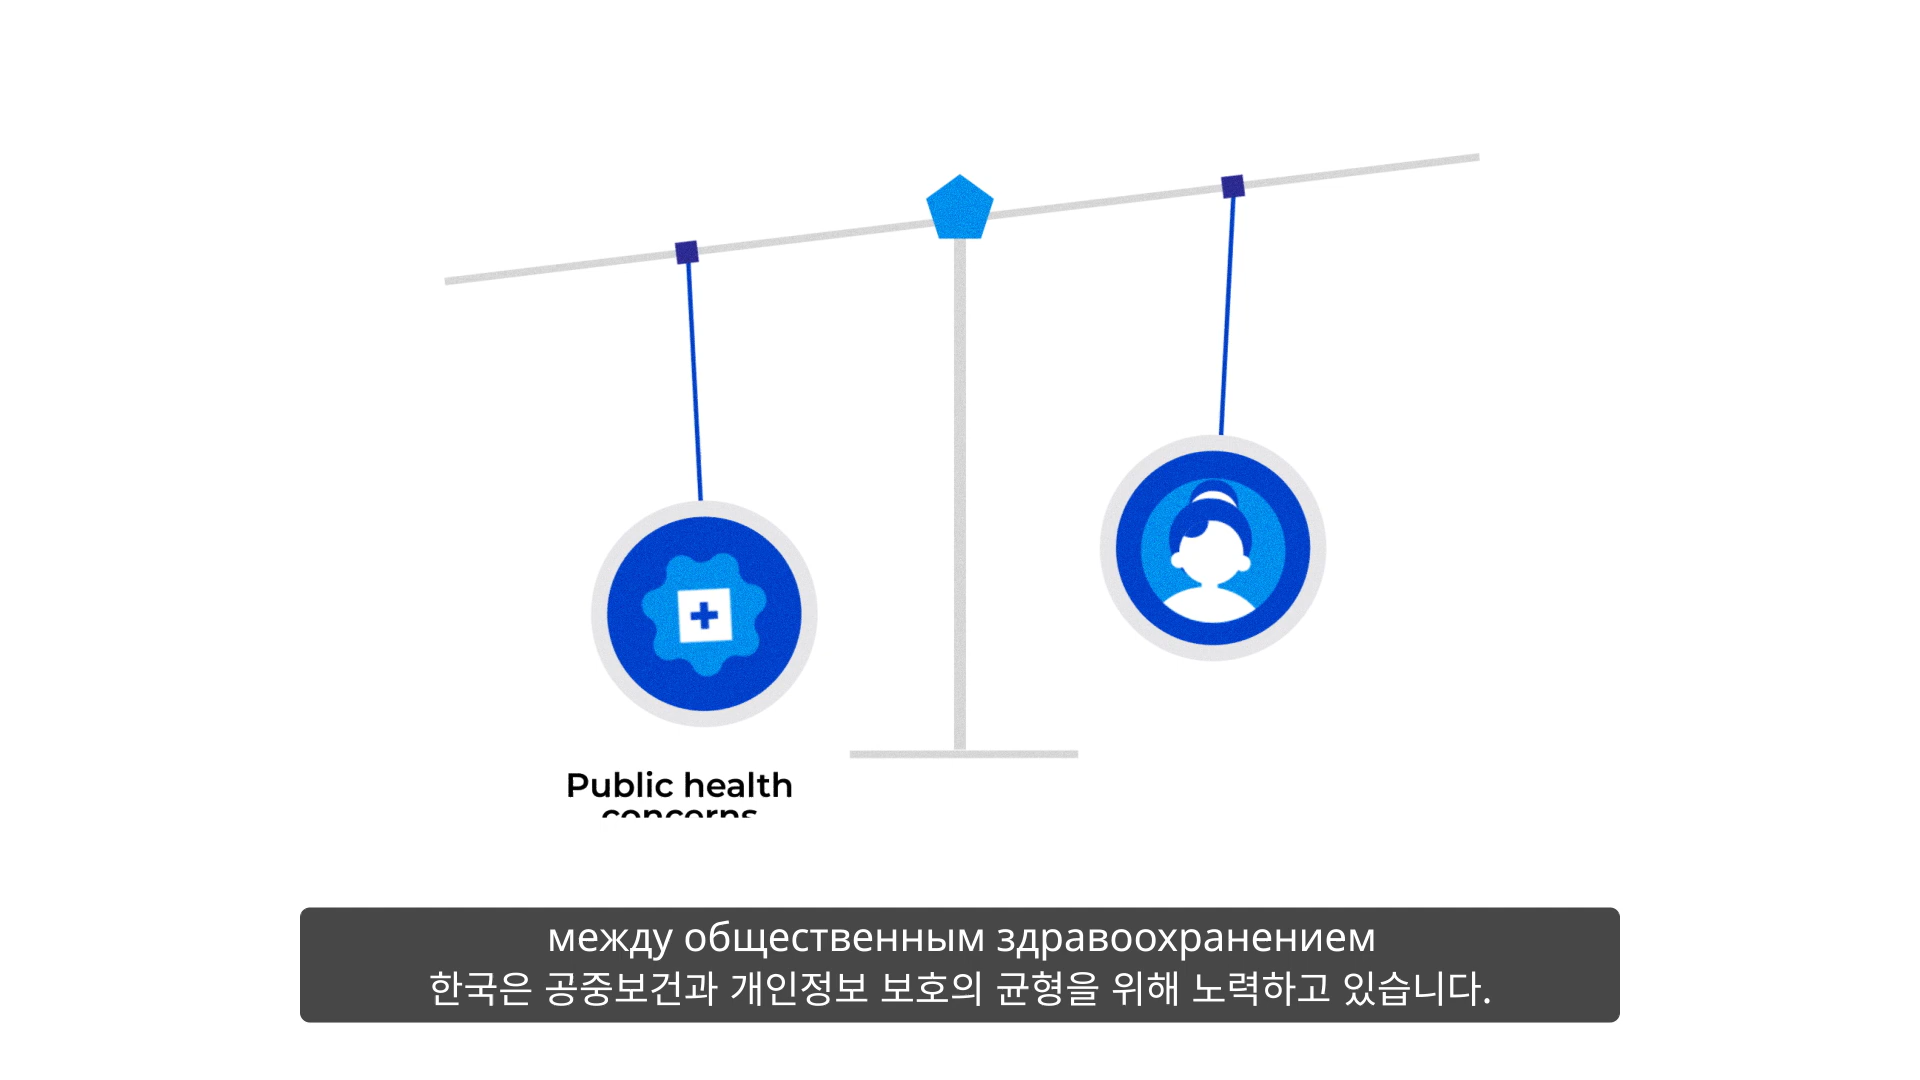 Public health
concerns
между общественным здравоохранением
한국은 공중보건과 개인정보 보호의 균형을 위해 노력하고 있습니다.